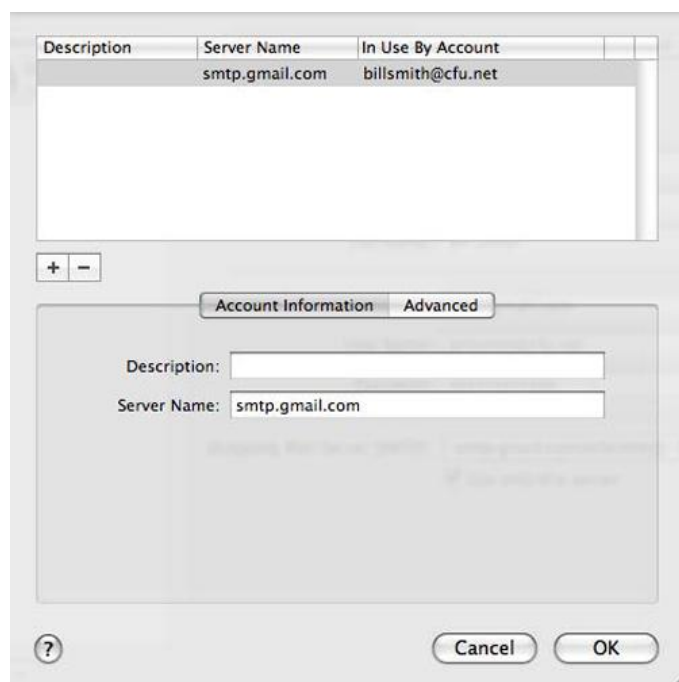 Description Server Name In Use By Account
smtp.gmail.com billsmith@cfu.net
+ −
Account Information Advanced
Description:
Server Name: smtp.gmail.com
? Cancel OK